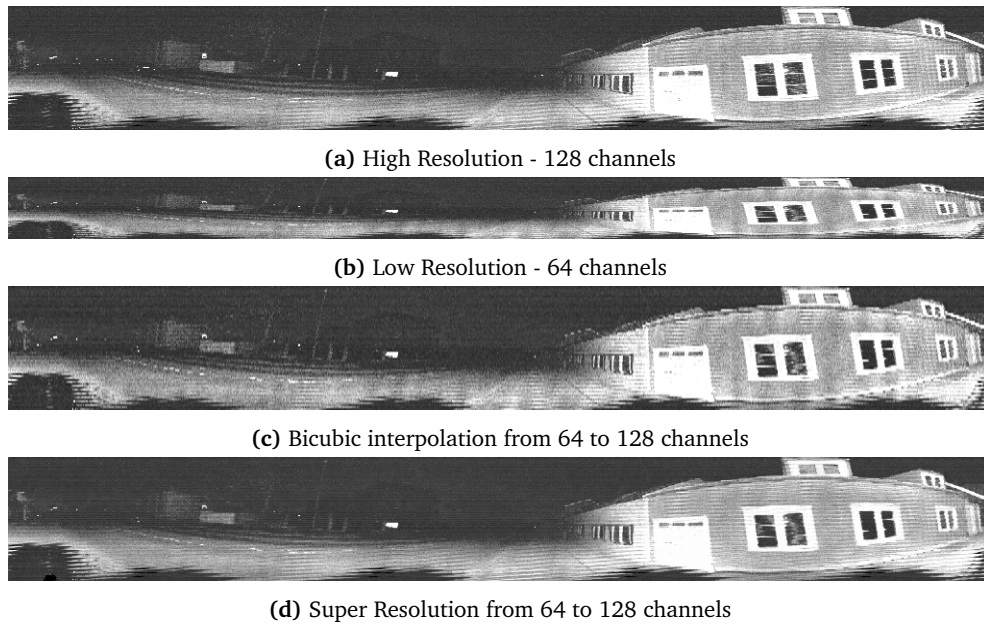 (a) High Resolution - 128 channels
(b) Low Resolution - 64 channels
(c) Bicubic interpolation from 64 to 128 channels
(d) Super Resolution from 64 to 128 channels